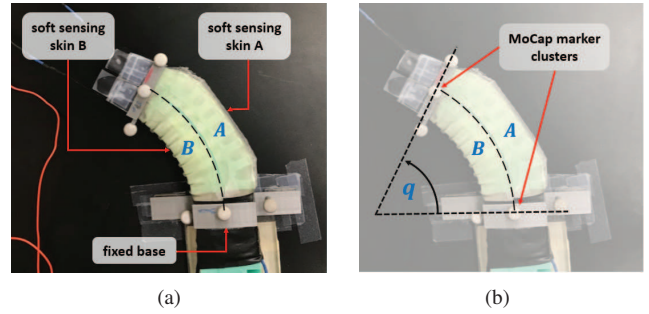 soft sensing
skin B
soft sensing
skin A
A
B
fixed base
MoCap marker
clusters
A
B
q
(a)
(b)